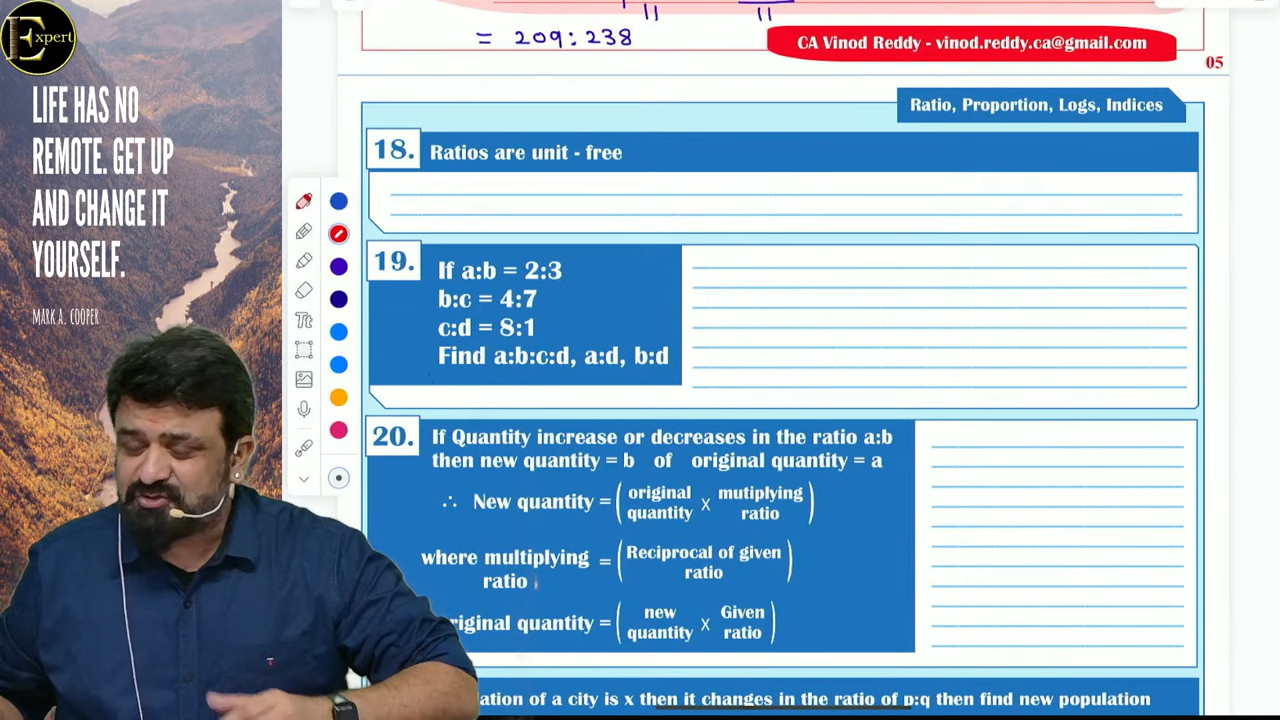 Expert
LIFE HAS NO
REMOTE. GET UP
AND CHANGE IT
YOURSELF.
MARK A. COOPER
11
11
= 209:238
CA Vinod Reddy - vinod.reddy.ca@gmail.com
05
Ratio, Proportion, Logs, Indices
18. Ratios are unit - free
19. If a:b = 2:3
b:c = 4:7
c:d = 8:1
Find a:b:c:d, a:d, b:d
20. If Quantity increase or decreases in the ratio a:b
then new quantity = b of original quantity = a
∴ New quantity = (original quantity × mutiplying ratio)
where multiplying ratio = (Reciprocal of given ratio)
riginal quantity = (new quantity × Given ratio)
ation of a city is x then it changes in the ratio of p:q then find new population
Tt